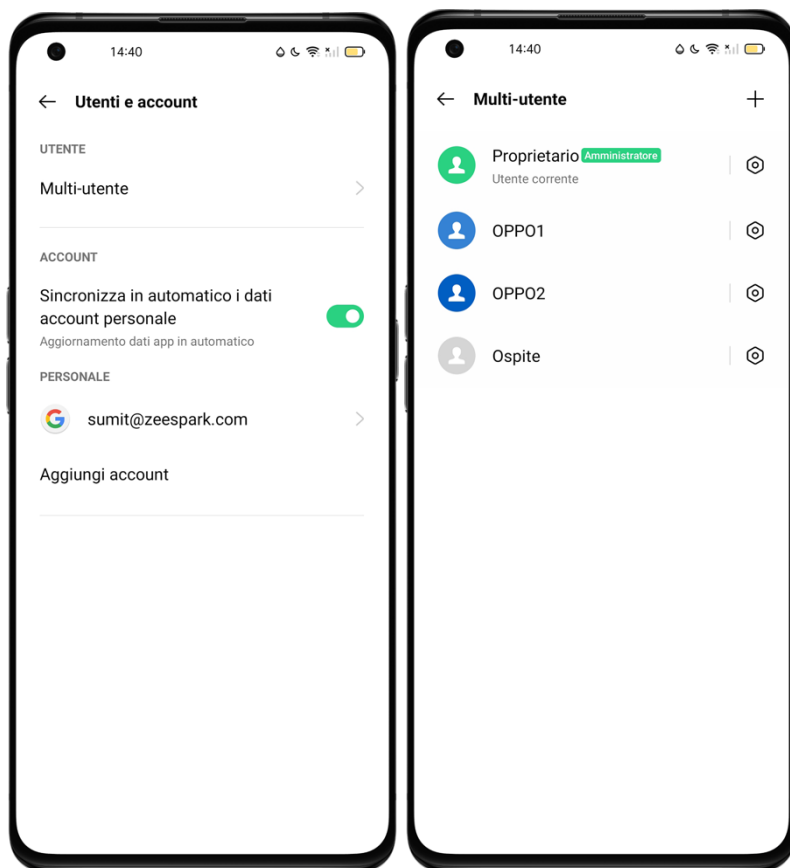 14:40
Utenti e account
UTENTE
Multi-utente
ACCOUNT
Sincronizza in automatico i dati
account personale
Aggiornamento dati app in automatico
PERSONALE
sumit@zeespark.com
Aggiungi account
14:40
Multi-utente
Proprietario Amministratore
Utente corrente
OPPO1
OPPO2
Ospite